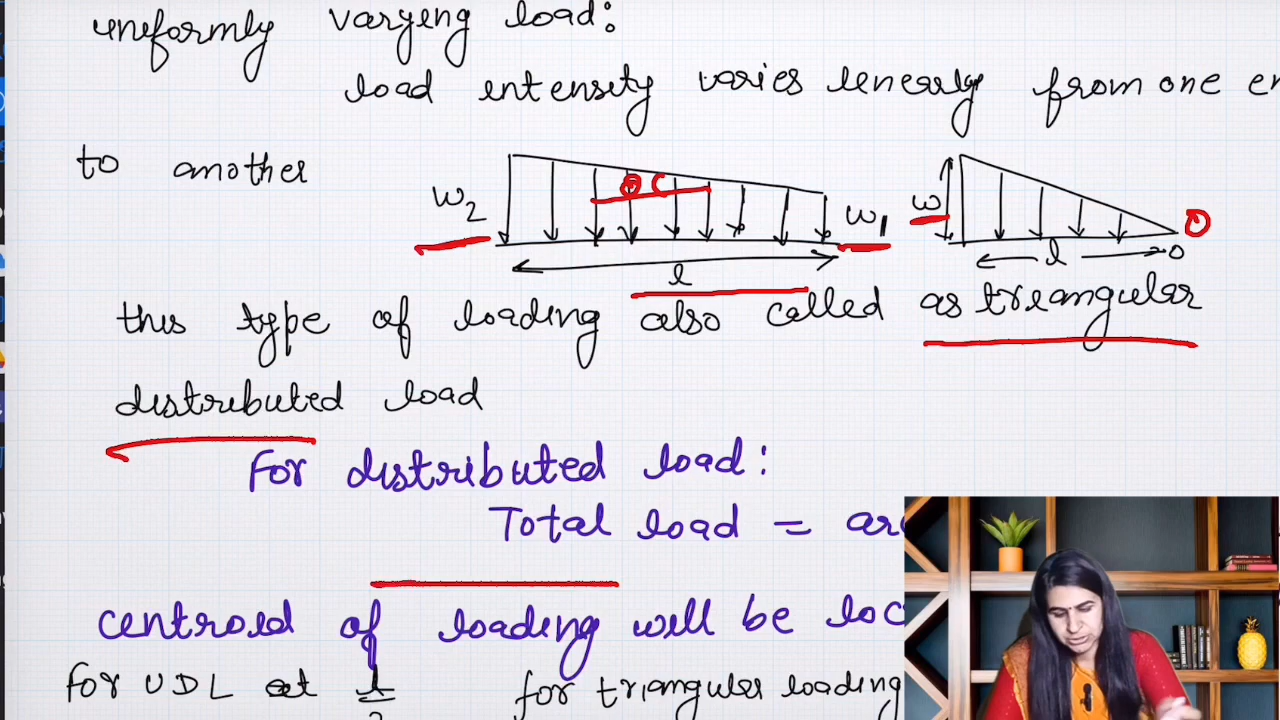 uniformly varying load:
load intensity varies linearly from one en
to another
w2 w1 w o
l l
this type of loading also called as triangular
distributed load
For distributed load:
Total load = are
centroid of loading will be loc
for UDL at l/2 for triangular loading